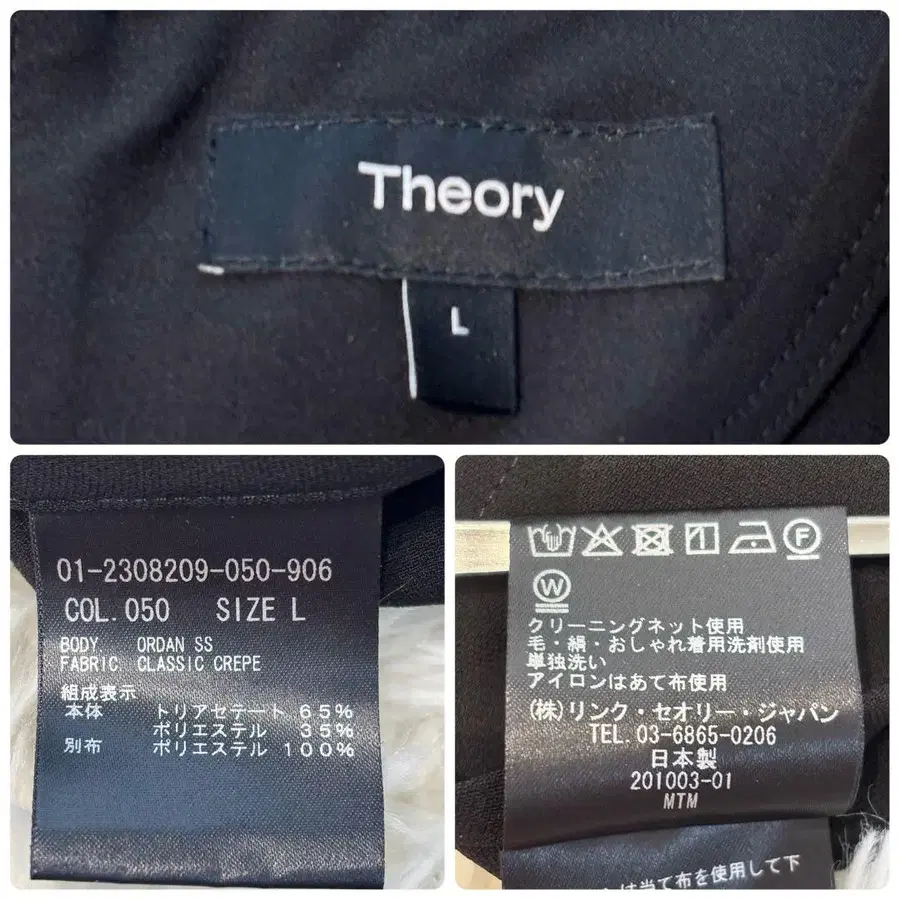 Theory
L
01-2308209-050-906
COL.050 SIZE L
BODY. ORDAN SS
FABRIC CLASSIC CREPE
組成表示
本体 トリアセテート 65%
ポリエステル 35%
別布 ポリエステル 100%
F
W
クリーニングネット使用
毛・絹・おしゃれ着用洗剤使用
単独洗い
アイロンはあて布使用
(株)リンク・セオリー・ジャパン
TEL.03-6865-0206
日本製
201003-01
MTM
は当て布を使用して下